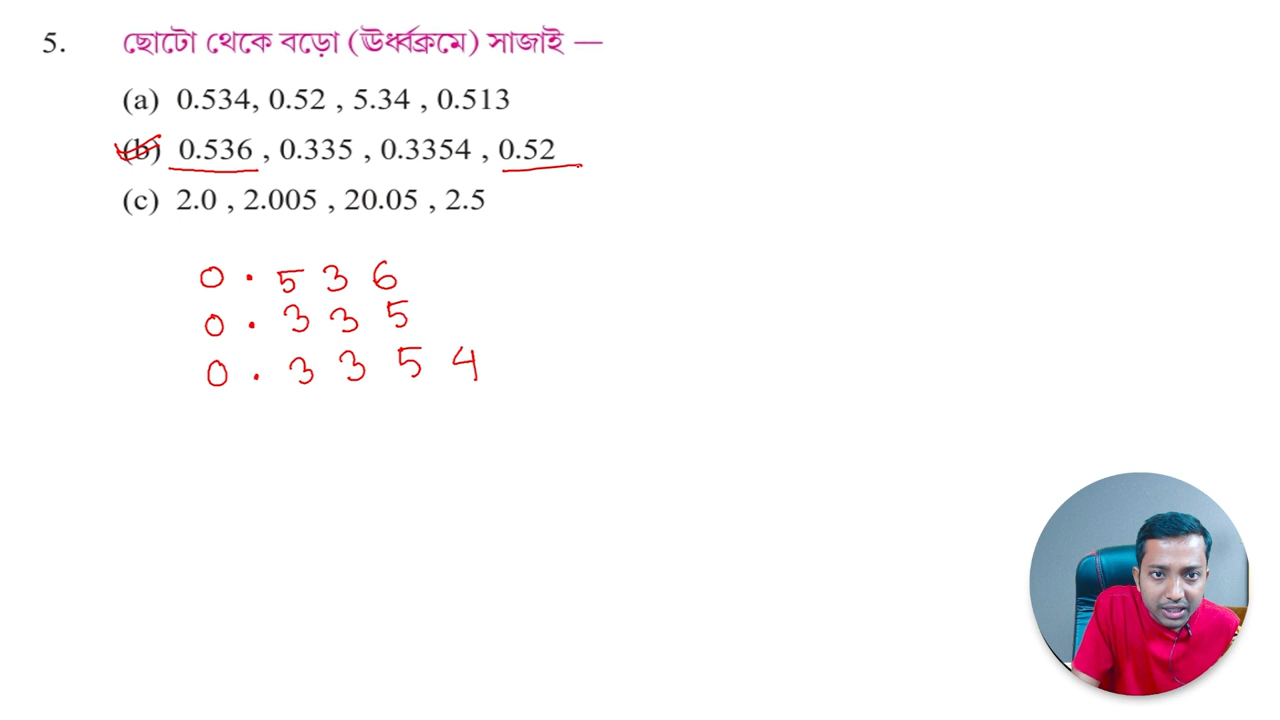 5. ছোটো থেকে বড়ো (ঊর্ধ্বক্রমে) সাজাই —
(a) 0.534, 0.52 , 5.34 , 0.513
(b) 0.536 , 0.335 , 0.3354 , 0.52
(c) 2.0 , 2.005 , 20.05 , 2.5
0 . 5 3 6
0 . 3 3 5
0 . 3 3 5 4